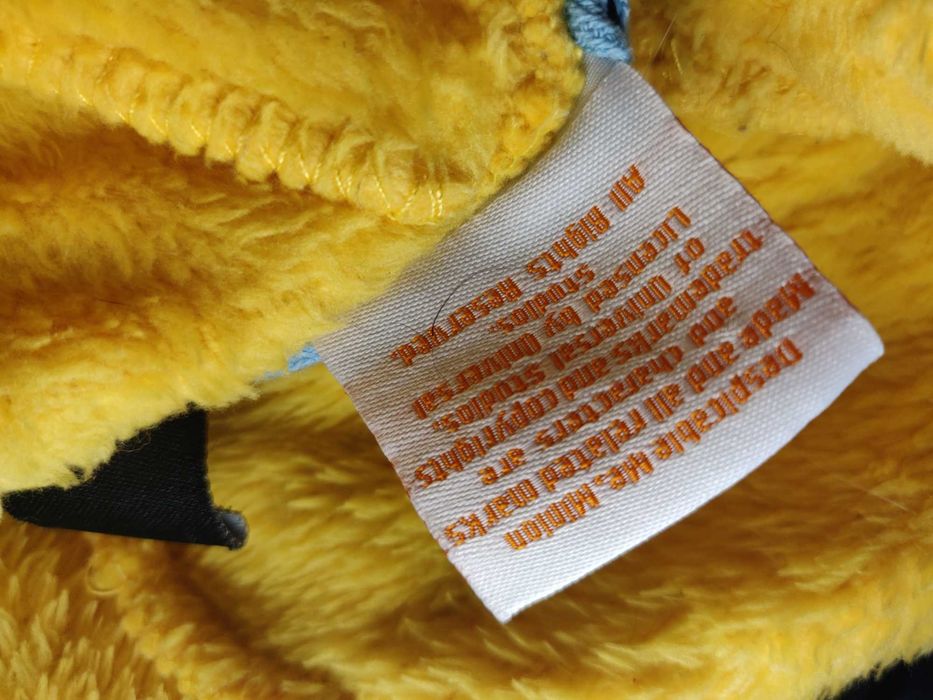 Despicable Me, Minion
Made and all related marks
and characters are
Trademarks and copyrights
of Universal Studios.
Licensed by Universal
Studios.
All Rights Reserved.